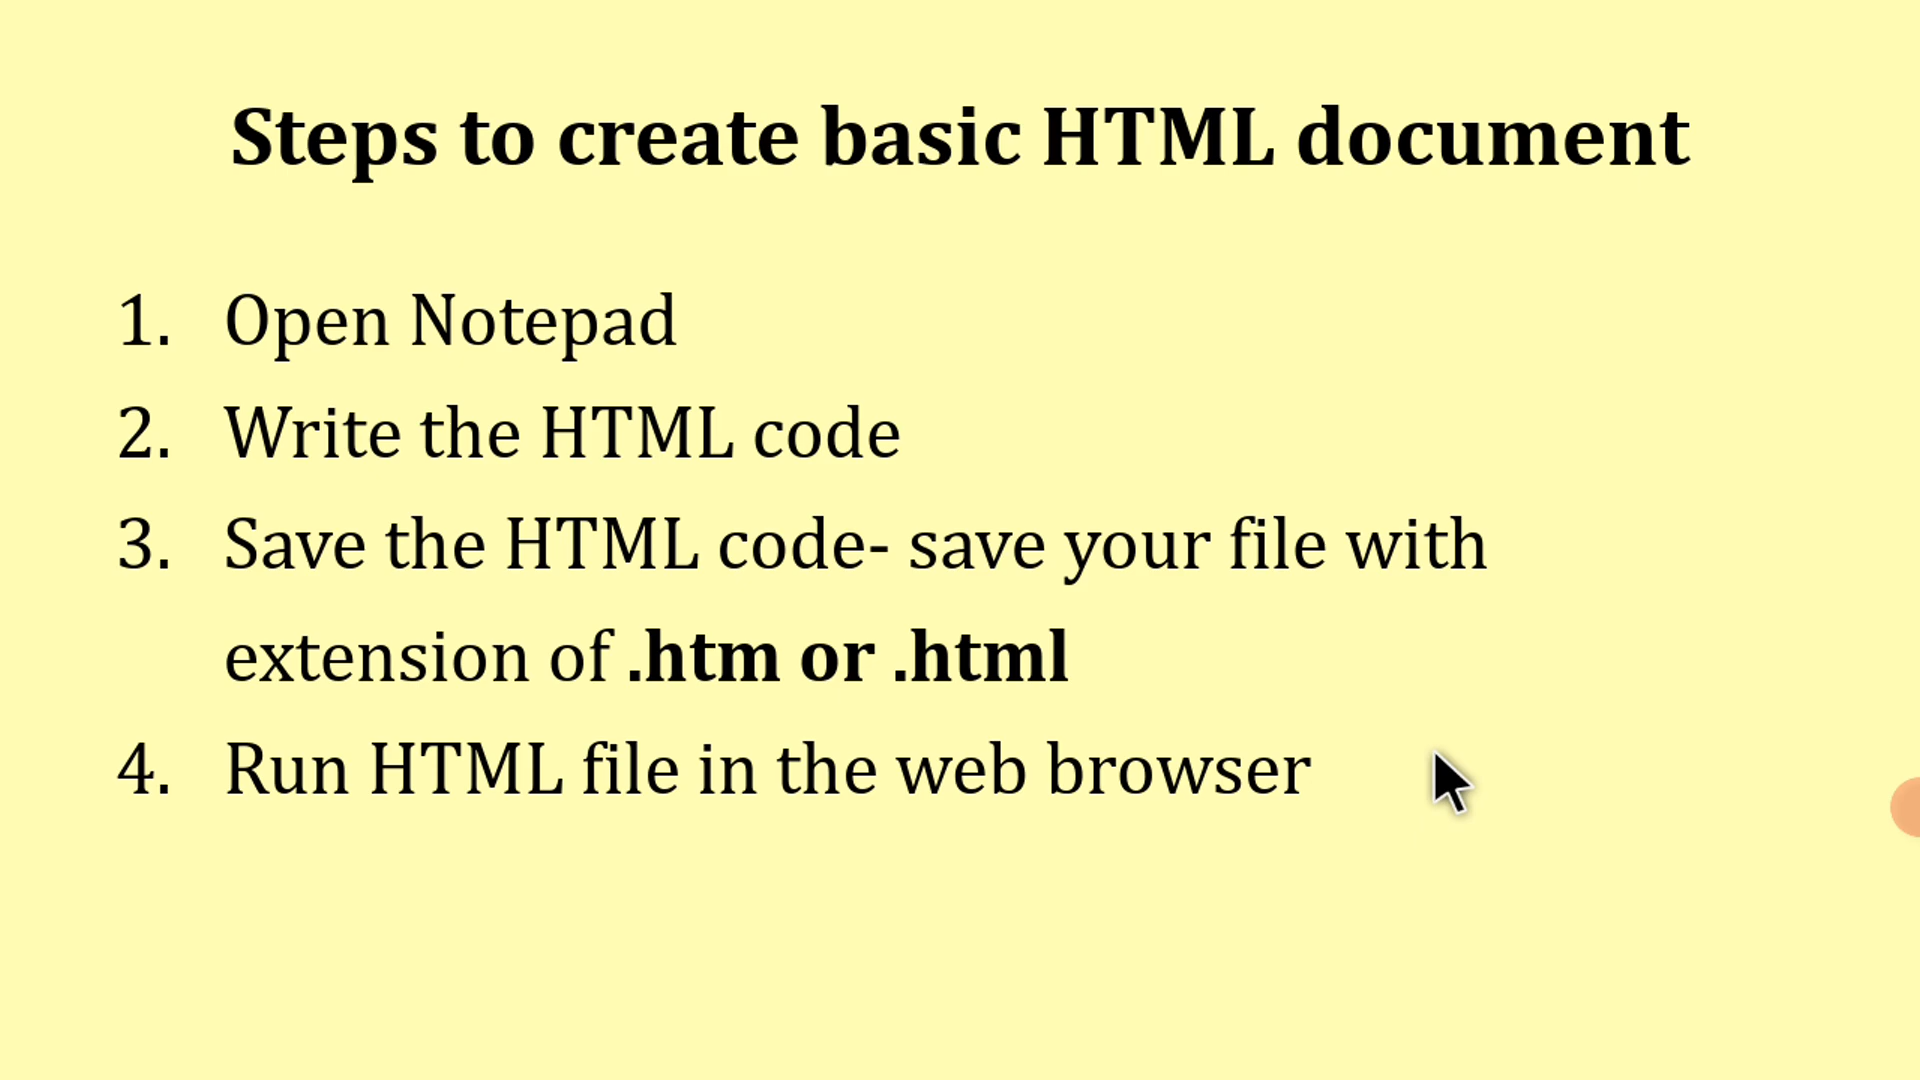 Steps to create basic HTML document
1. Open Notepad
2. Write the HTML code
3. Save the HTML code- save your file with
extension of .htm or .html
4. Run HTML file in the web browser